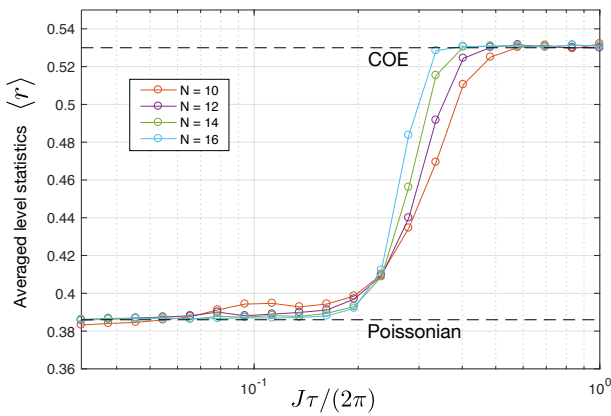 0.54
0.52
0.5
0.48
0.46
0.44
0.42
0.4
0.38
0.36
Averaged level statistics ⟨r⟩
COE
N = 10
N = 12
N = 14
N = 16
Poissonian
10⁻¹
10⁰
Jτ/(2π)